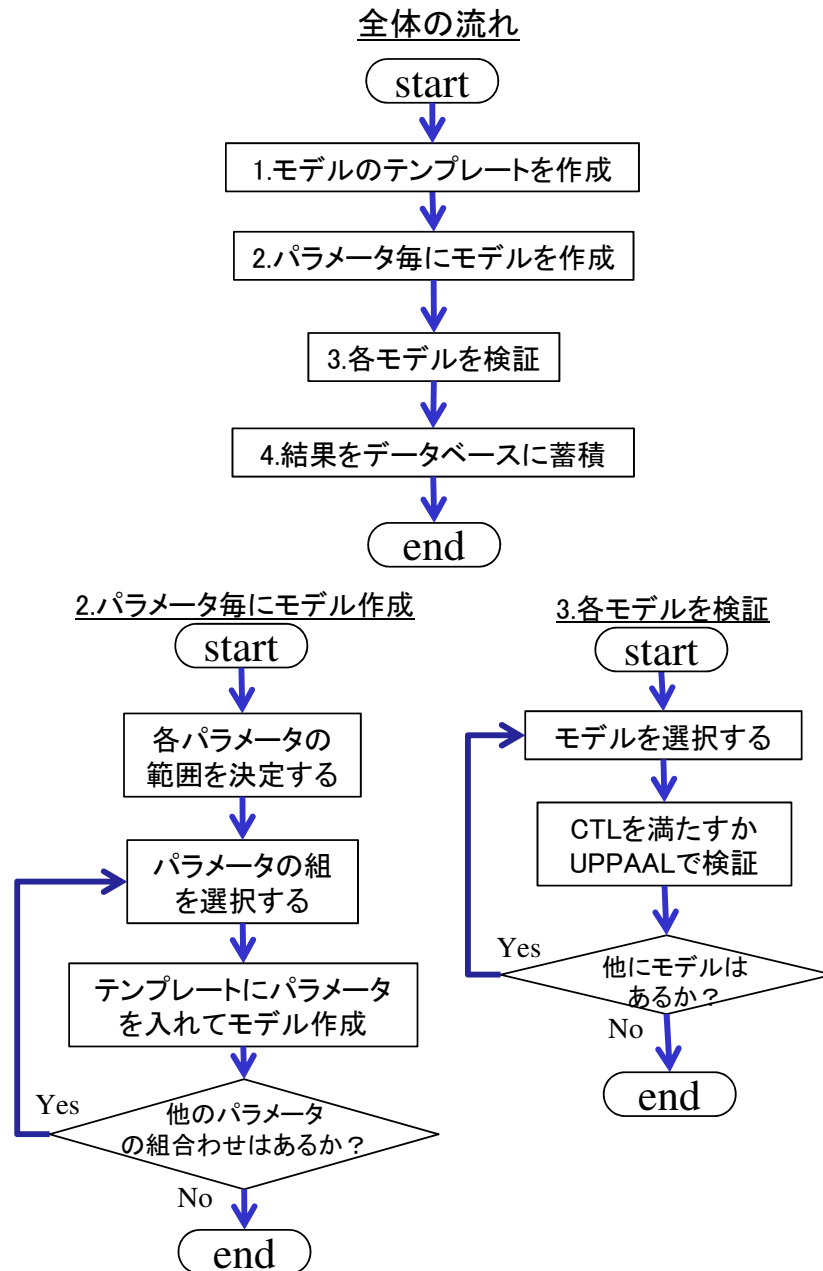 全体の流れ
start
1.モデルのテンプレートを作成
2.パラメータ毎にモデルを作成
3.各モデルを検証
4.結果をデータベースに蓄積
end
2.パラメータ毎にモデル作成
start
各パラメータの
範囲を決定する
パラメータの組
を選択する
テンプレートにパラメータ
を入れてモデル作成
Yes
他のパラメータ
の組合わせはあるか？
No
end
3.各モデルを検証
start
モデルを選択する
CTLを満たすか
UPPAALで検証
Yes
他にモデルは
あるか？
No
end